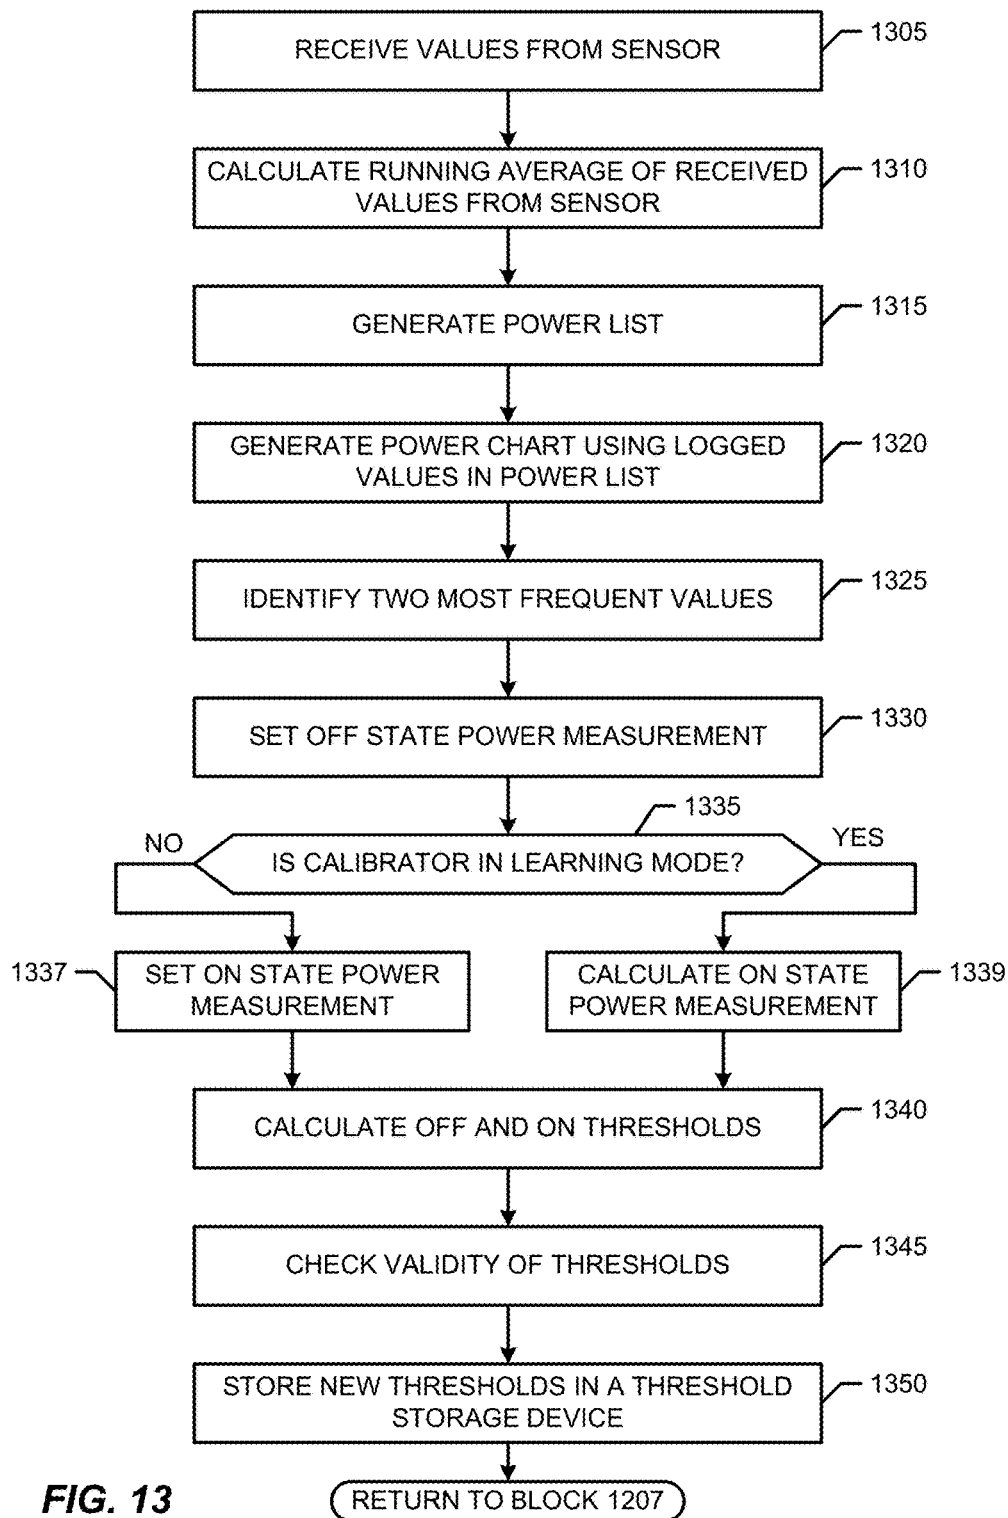 RECEIVE VALUES FROM SENSOR
1305
CALCULATE RUNNING AVERAGE OF RECEIVED
VALUES FROM SENSOR
1310
GENERATE POWER LIST
1315
GENERATE POWER CHART USING LOGGED
VALUES IN POWER LIST
1320
IDENTIFY TWO MOST FREQUENT VALUES
1325
SET OFF STATE POWER MEASUREMENT
1330
1335
NO
IS CALIBRATOR IN LEARNING MODE?
YES
1337
SET ON STATE POWER
MEASUREMENT
CALCULATE ON STATE
POWER MEASUREMENT
1339
CALCULATE OFF AND ON THRESHOLDS
1340
CHECK VALIDITY OF THRESHOLDS
1345
STORE NEW THRESHOLDS IN A THRESHOLD
STORAGE DEVICE
1350
FIG. 13
RETURN TO BLOCK 1207